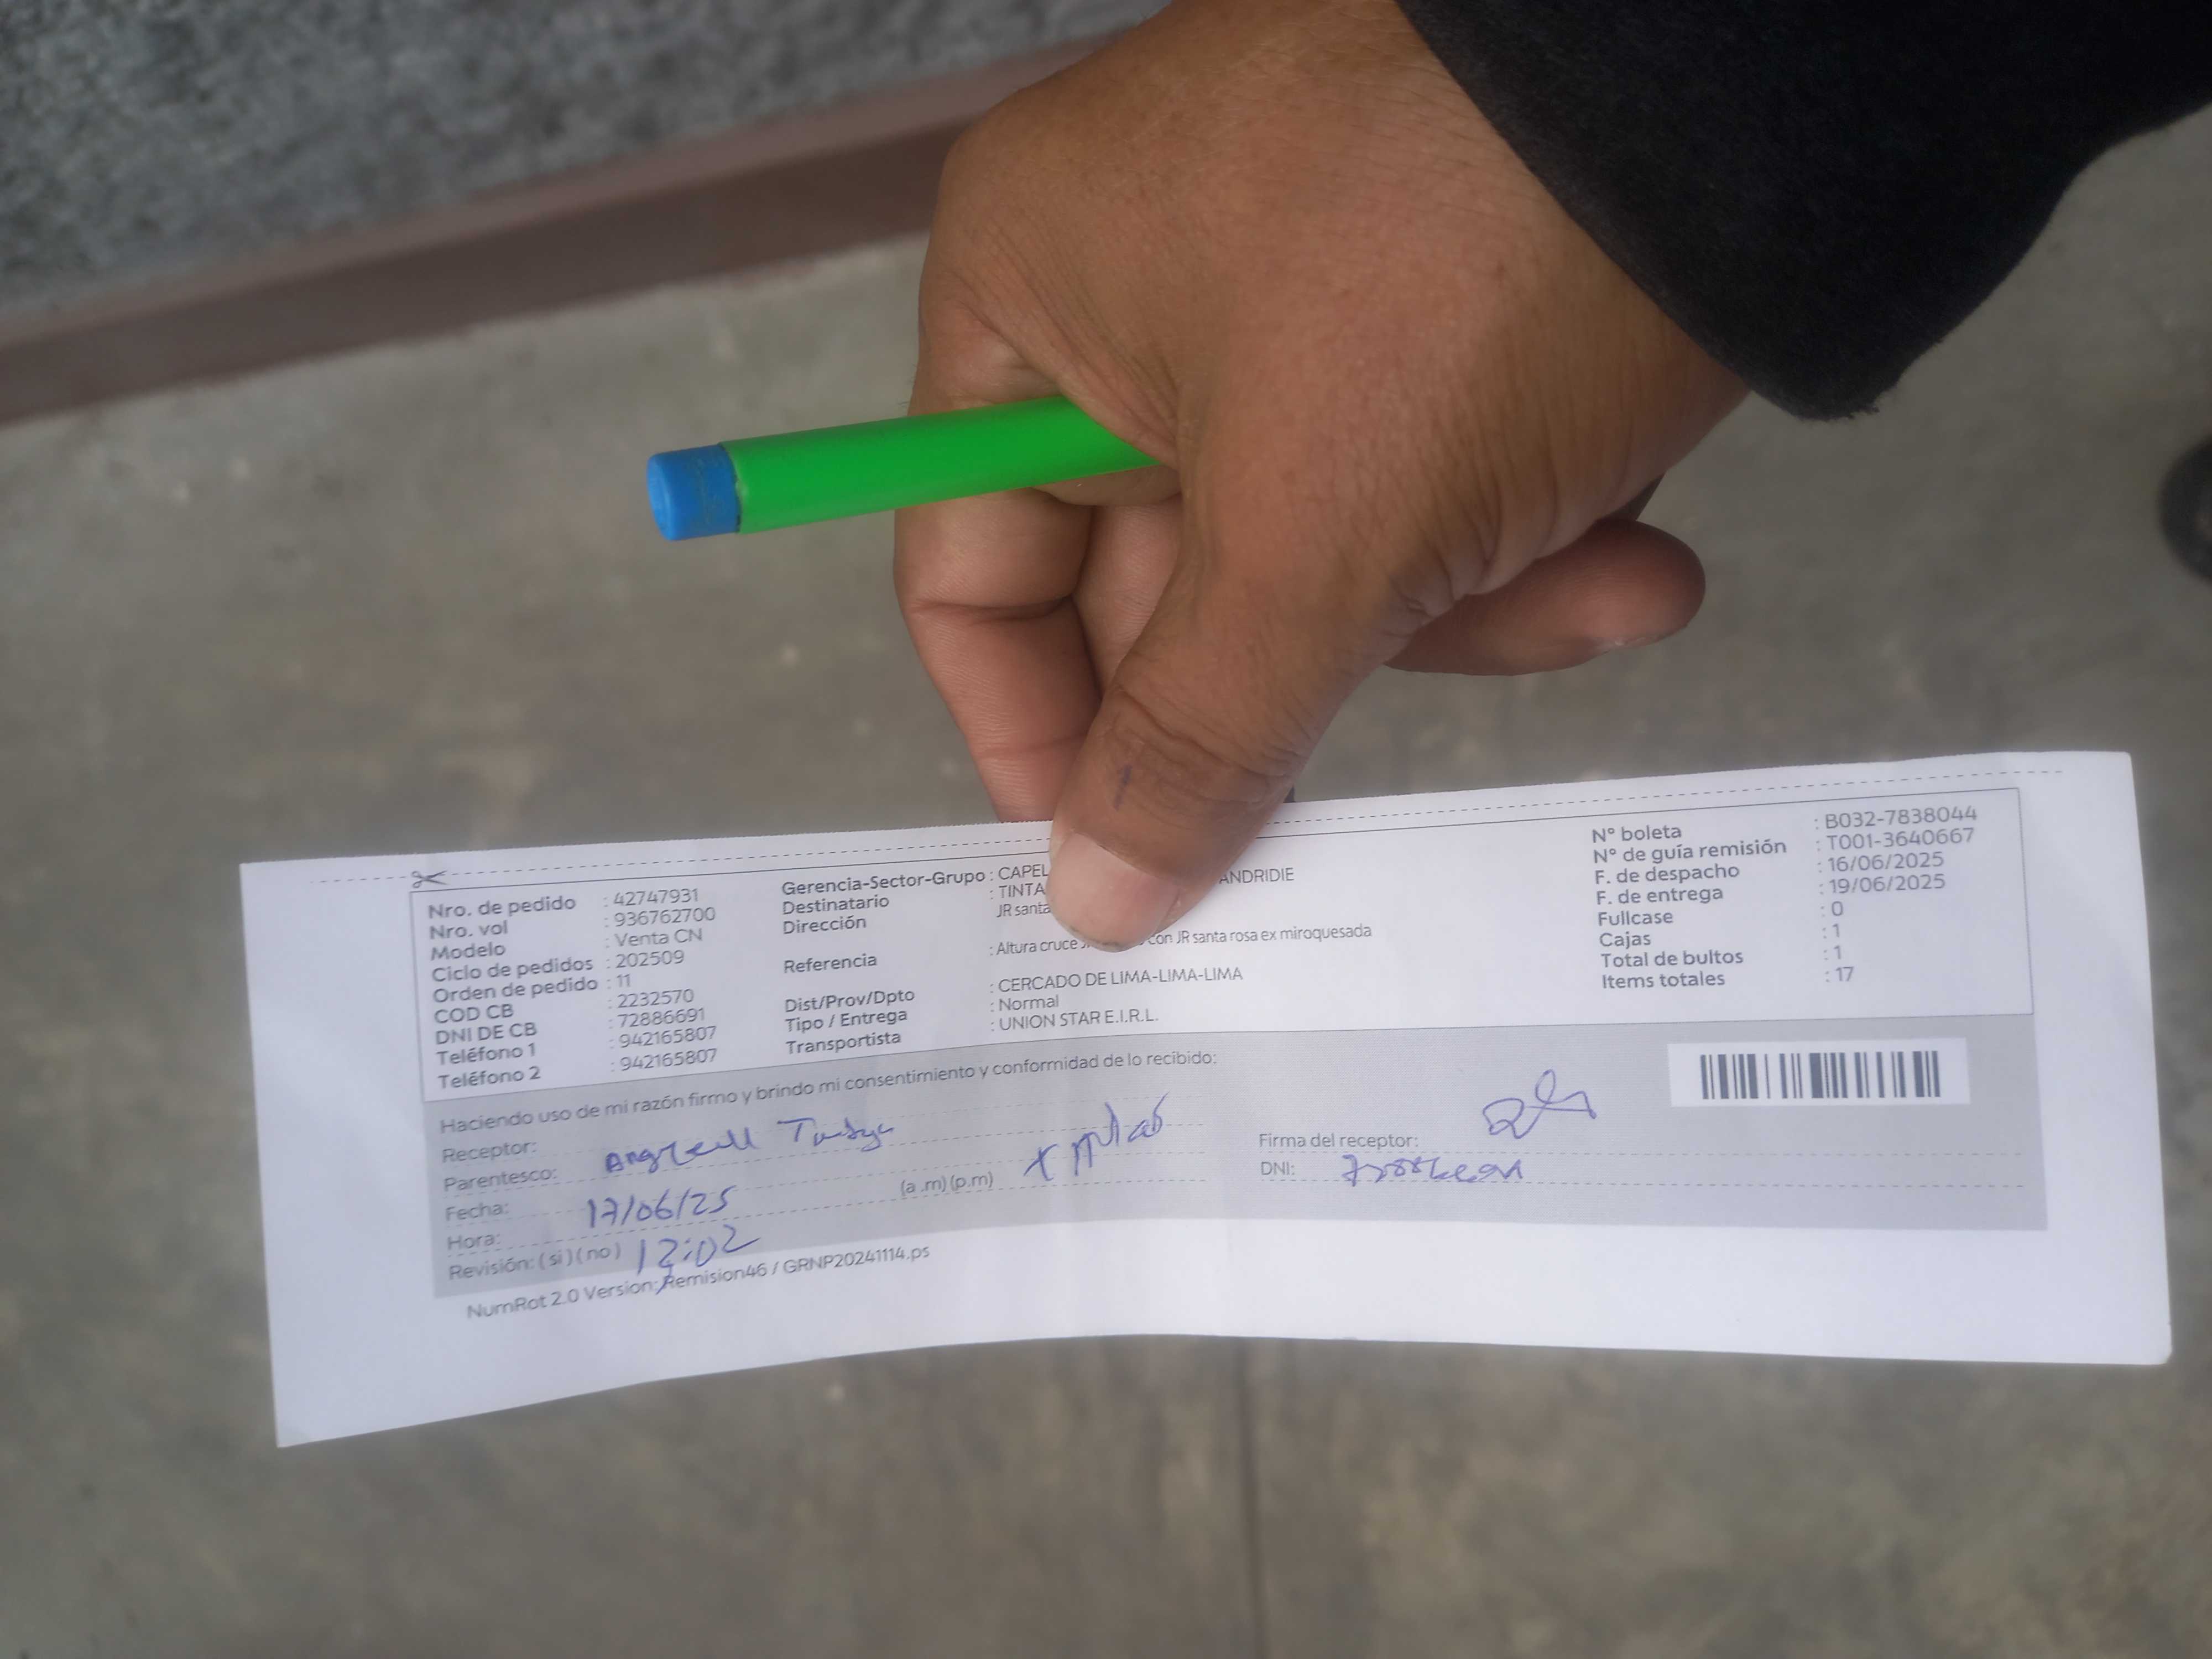 Nro. de pedido : 42747931
Nro. vol : 936762700
Modelo : Venta CN
Ciclo de pedidos : 202509
Orden de pedido : 11
COD CB : 2232570
DNI DE CB : 72886691
Teléfono 1 : 942165807
Teléfono 2 : 942165807
Gerencia-Sector-Grupo : CAPEL
Destinatario : TINTA ANDRIDIE
Dirección JR santa
Referencia : Altura cruce con JR santa rosa ex miroquesada
Dist/Prov/Dpto : CERCADO DE LIMA-LIMA-LIMA
Tipo / Entrega : Normal
Transportista : UNION STAR E.I.R.L.
N° boleta : B032-7838044
N° de guía remisión : T001-3640667
F. de despacho : 16/06/2025
F. de entrega : 19/06/2025
Fullcase : 0
Cajas : 1
Total de bultos : 1
Items totales : 17
Haciendo uso de mi razón firmo y brindo mi consentimiento y conformidad de lo recibido:
Receptor:
Parentesco:
Fecha: 17/06/25
Hora: (a .m) (p.m)
Revisión: ( si ) ( no ) 12:02
Firma del receptor:
DNI:
NumRot 2.0 Version: Remision46 / GRNP20241114.ps